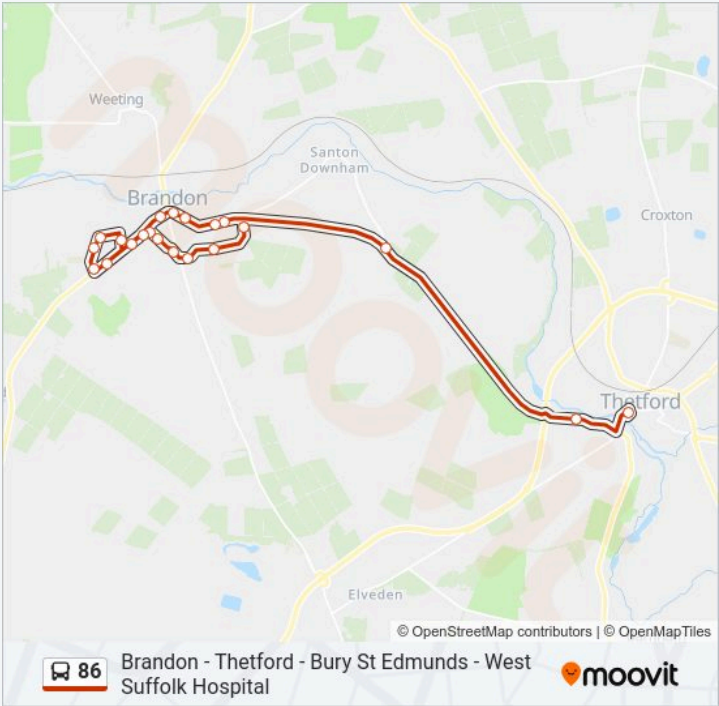 Weeting
Santon
Downham
Brandon
Croxton
Thetford
Elveden
© OpenStreetMap contributors | © OpenMapTiles
86
Brandon - Thetford - Bury St Edmunds - West
Suffolk Hospital
moovit
moovit